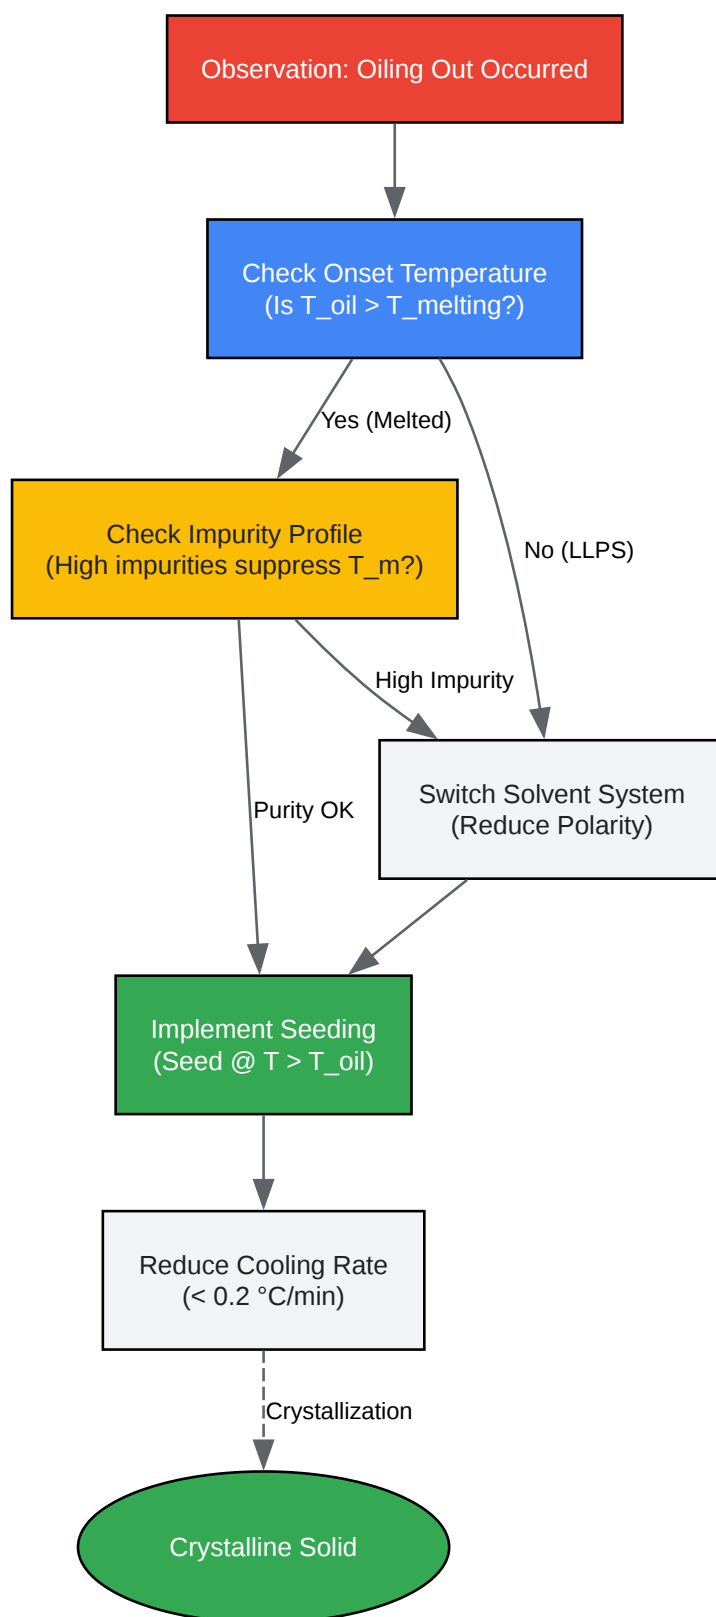 Observation: Oiling Out Occurred
Check Onset Temperature
(Is T_oil > T_melting?)
Yes (Melted)
No (LLPS)
Check Impurity Profile
(High impurities suppress T_m?)
High Impurity
Purity OK
Switch Solvent System
(Reduce Polarity)
Implement Seeding
(Seed @ T > T_oil)
Reduce Cooling Rate
(< 0.2 °C/min)
Crystallization
Crystalline Solid